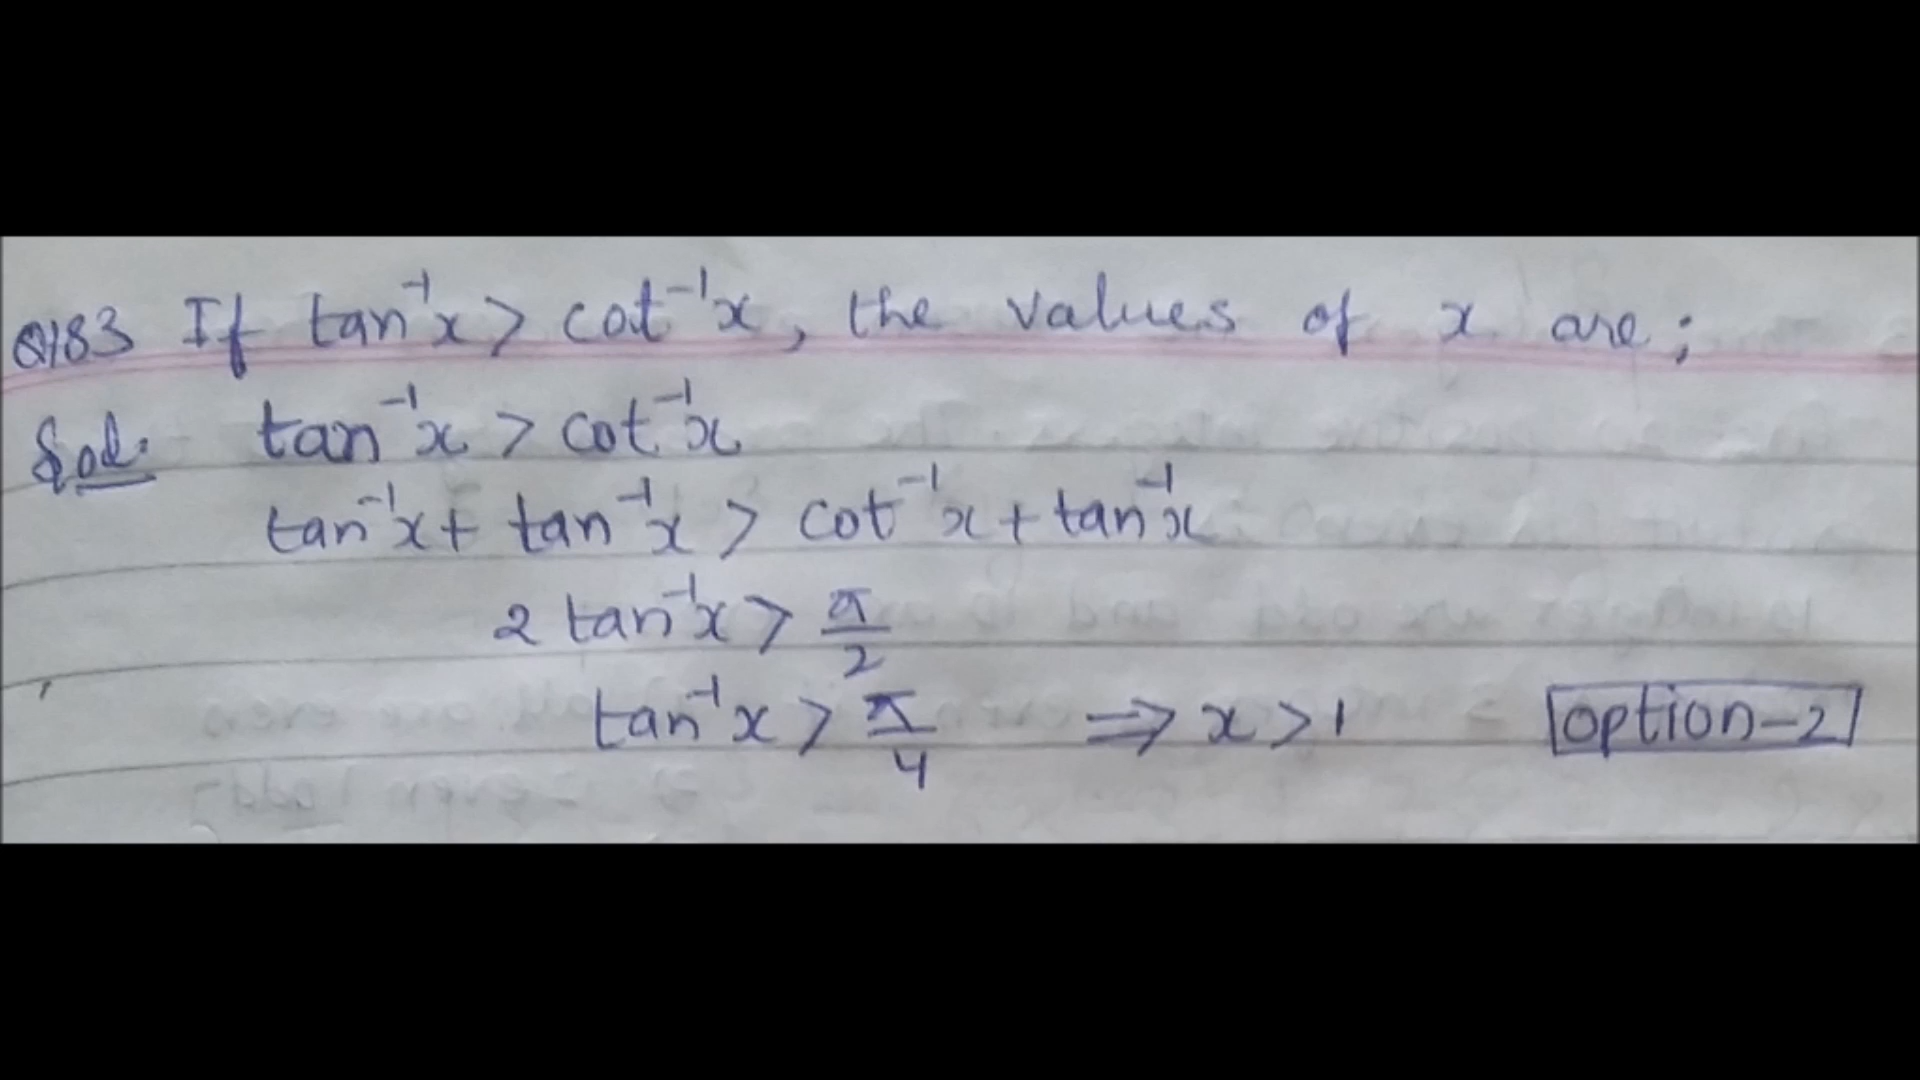 Q183 If tan⁻¹x > cot⁻¹x, the values of x are;
Sol. tan⁻¹x > cot⁻¹x
tan⁻¹x + tan⁻¹x > cot⁻¹x + tan⁻¹x
2 tan⁻¹x > π/2
tan⁻¹x > π/4 ⇒ x > 1 option-2